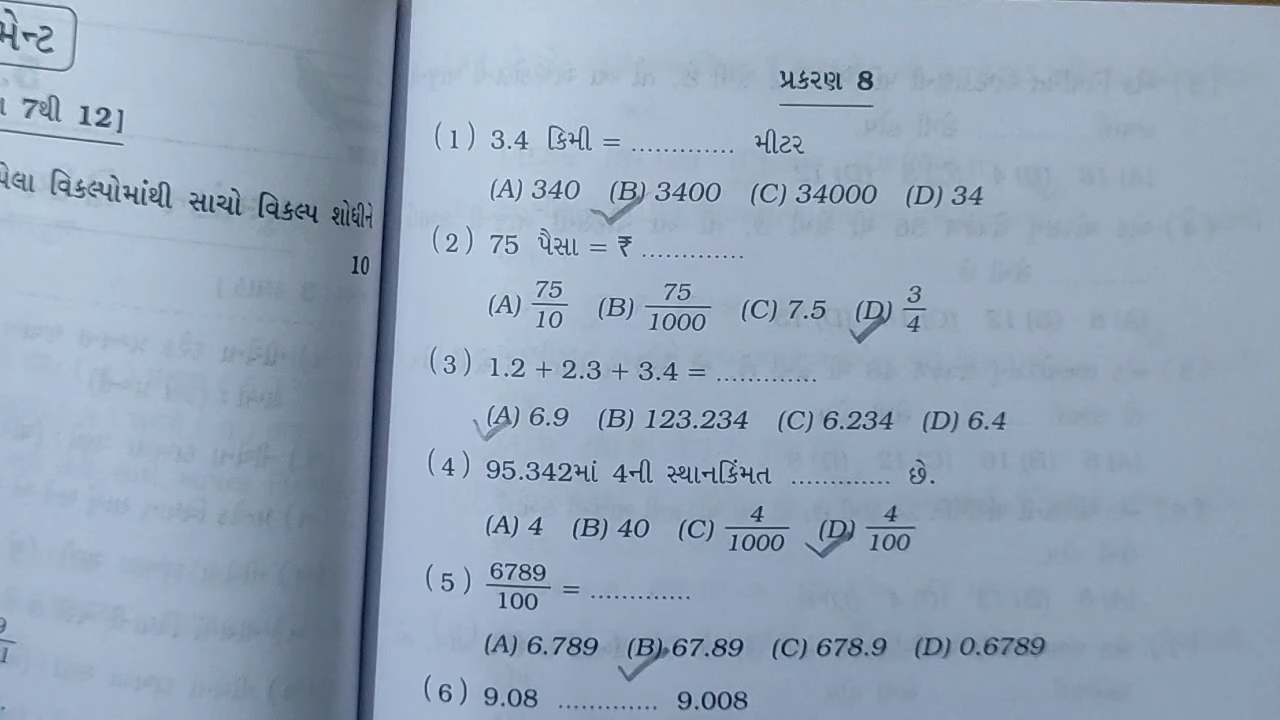 મેન્ટ
7થી 12]
વિકલ્પોમાંથી સાચો વિકલ્પ શોધીને
10
પ્રકરણ 8
(1) 3.4 કિમી = ............. મીટર
(A) 340 (B) 3400 (C) 34000 (D) 34
(2) 75 પૈસા = ₹ .............
(A) 75/10 (B) 75/1000 (C) 7.5 (D) 3/4
(3) 1.2 + 2.3 + 3.4 = .............
(A) 6.9 (B) 123.234 (C) 6.234 (D) 6.4
(4) 95.342માં 4ની સ્થાનકિંમત ............. છે.
(A) 4 (B) 40 (C) 4/1000 (D) 4/100
(5) 6789/100 = .............
(A) 6.789 (B) 67.89 (C) 678.9 (D) 0.6789
(6) 9.08 ............. 9.008